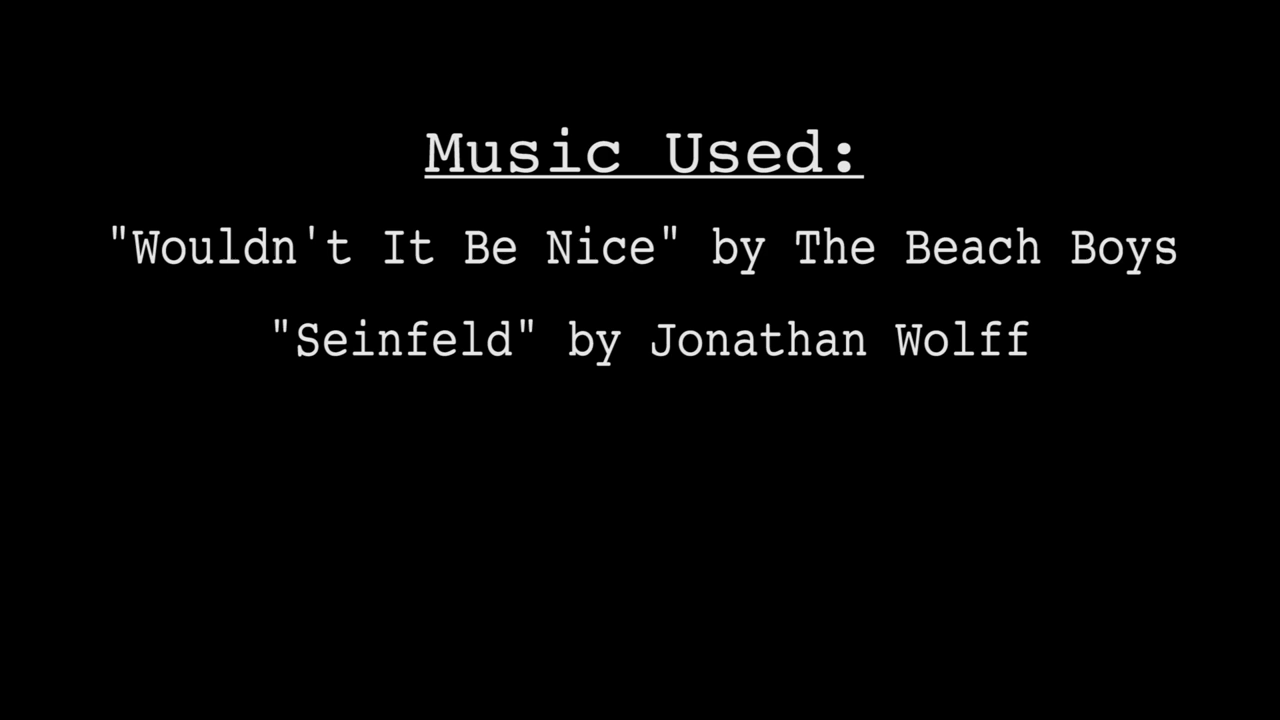 Music Used:
"Wouldn't It Be Nice" by The Beach Boys
"Seinfeld" by Jonathan Wolff